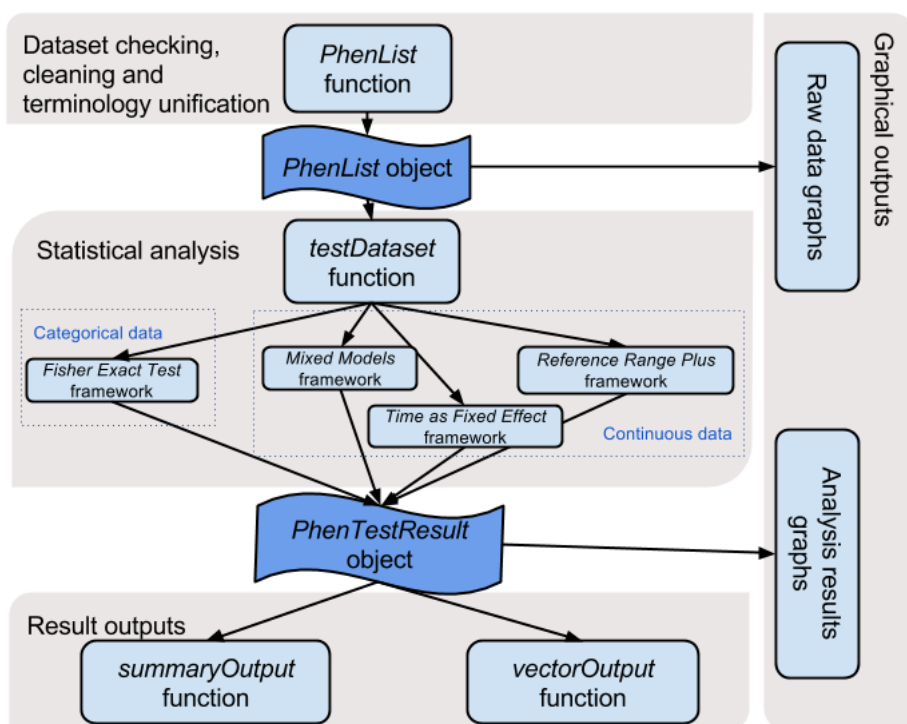 Dataset checking,
cleaning and
terminology unification
PhenList
function
PhenList object
Graphical outputs
Raw data graphs
Statistical analysis
testDataset
function
Categorical data
Fisher Exact Test
framework
Mixed Models
framework
Reference Range Plus
framework
Time as Fixed Effect
framework
Continuous data
PhenTestResult
object
Analysis results
graphs
Result outputs
summaryOutput
function
vectorOutput
function